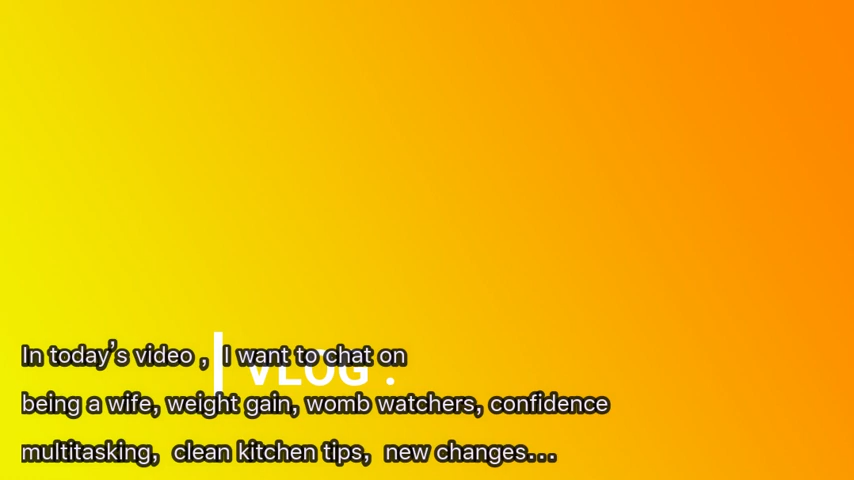 In today's video , I want to chat on
VLOG .
being a wife, weight gain, womb watchers, confidence
multitasking, clean kitchen tips, new changes...